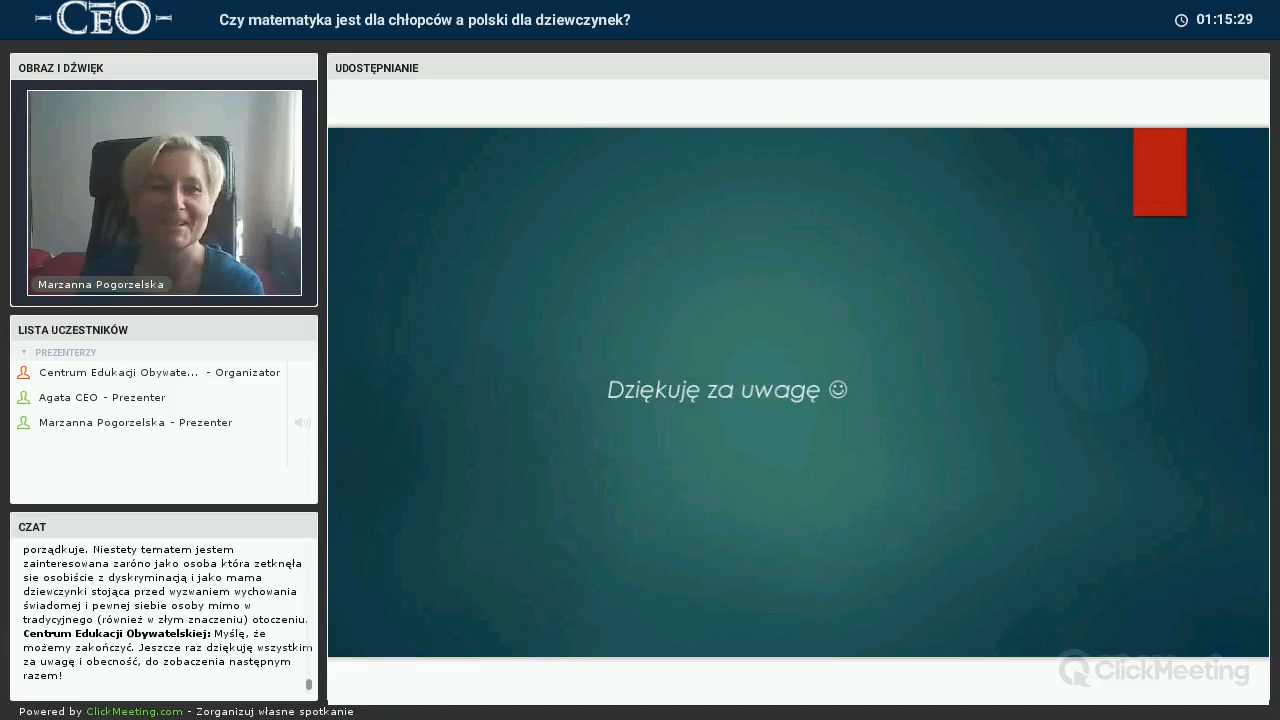 CEO
Czy matematyka jest dla chłopców a polski dla dziewczynek?
01:15:29
OBRAZ I DŹWIĘK
Marzanna Pogorzelska
LISTA UCZESTNIKÓW
PREZENTERZY
Centrum Edukacji Obywate... - Organizator
Agata CEO - Prezenter
Marzanna Pogorzelska - Prezenter
CZAT
porządkuje. Niestety tematem jestem
zainteresowana zaróno jako osoba która zetknęła
sie osobiście z dyskryminacją i jako mama
dziewczynki stojąca przed wyzwaniem wychowania
świadomej i pewnej siebie osoby mimo w
tradycyjnego (również w złym znaczeniu) otoczeniu.
Centrum Edukacji Obywatelskiej: Myślę, że
możemy zakończyć. Jeszcze raz dziękuję wszystkim
za uwagę i obecność, do zobaczenia następnym
razem!
UDOSTĘPNIANIE
Dziękuję za uwagę ☺
ClickMeeting
Powered by ClickMeeting.com - Zorganizuj własne spotkanie